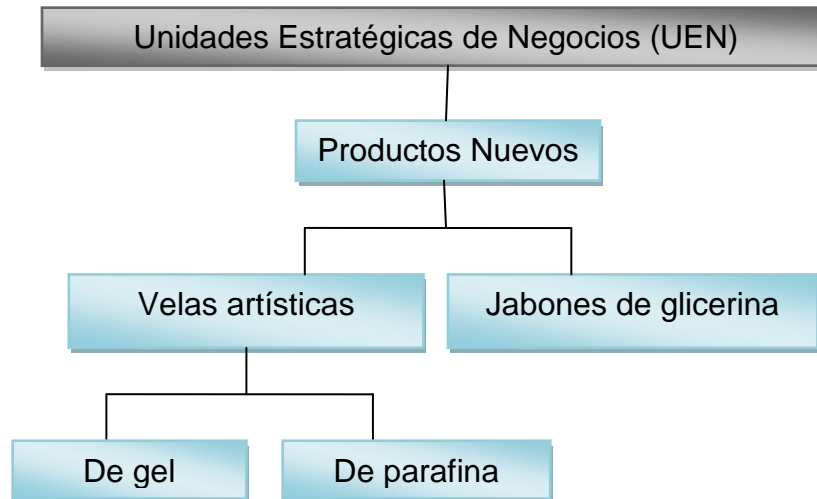 Unidades Estratégicas de Negocios (UEN)
Productos Nuevos
Velas artísticas
Jabones de glicerina
De gel
De parafina